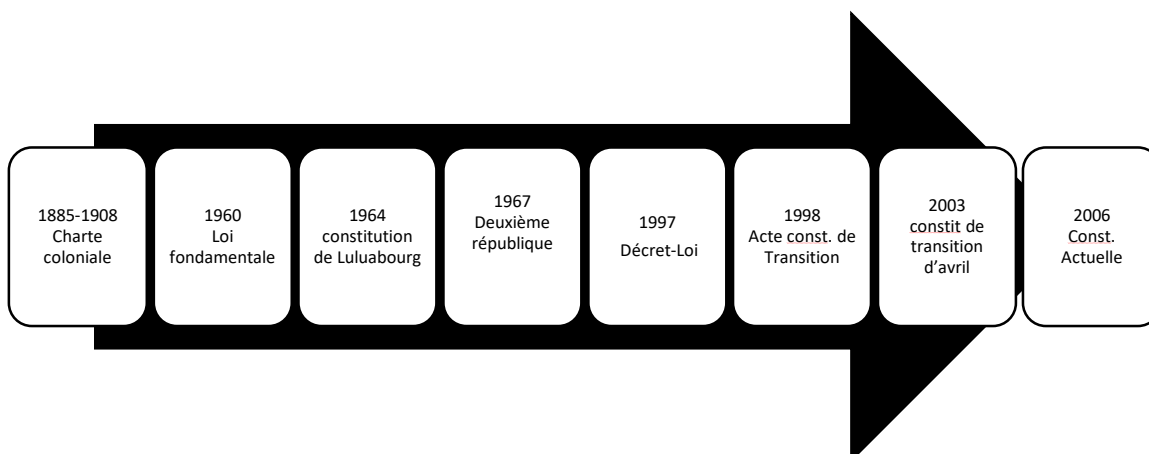 1885-1908
Charte
coloniale
1960
Loi
fondamentale
1964
constitution
de Luluabourg
1967
Deuxième
république
1997
Décret-Loi
1998
Acte const. de
Transition
2003
constit de
transition
d’avril
2006
Const.
Actuelle